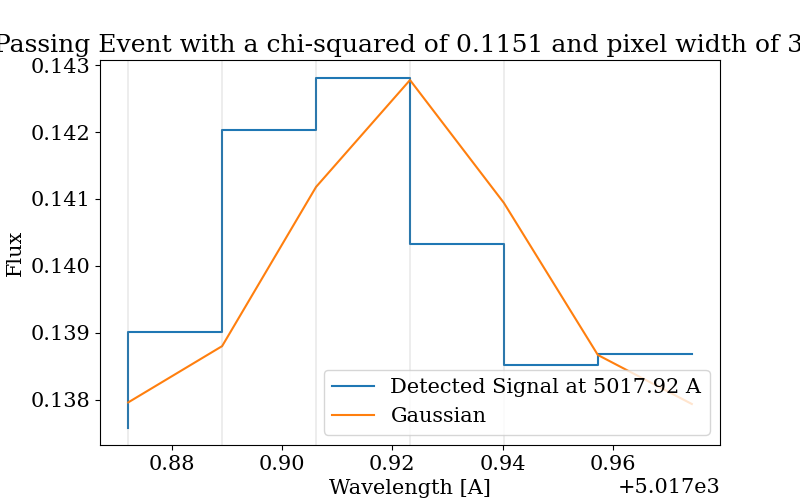 Passing Event with a chi-squared of 0.1151 and pixel width of 3
0.143
0.142
0.141
0.140
0.139
0.138
Flux
Detected Signal at 5017.92 A
Gaussian
0.88 0.90 0.92 0.94 0.96
Wavelength [A]
+5.017e3